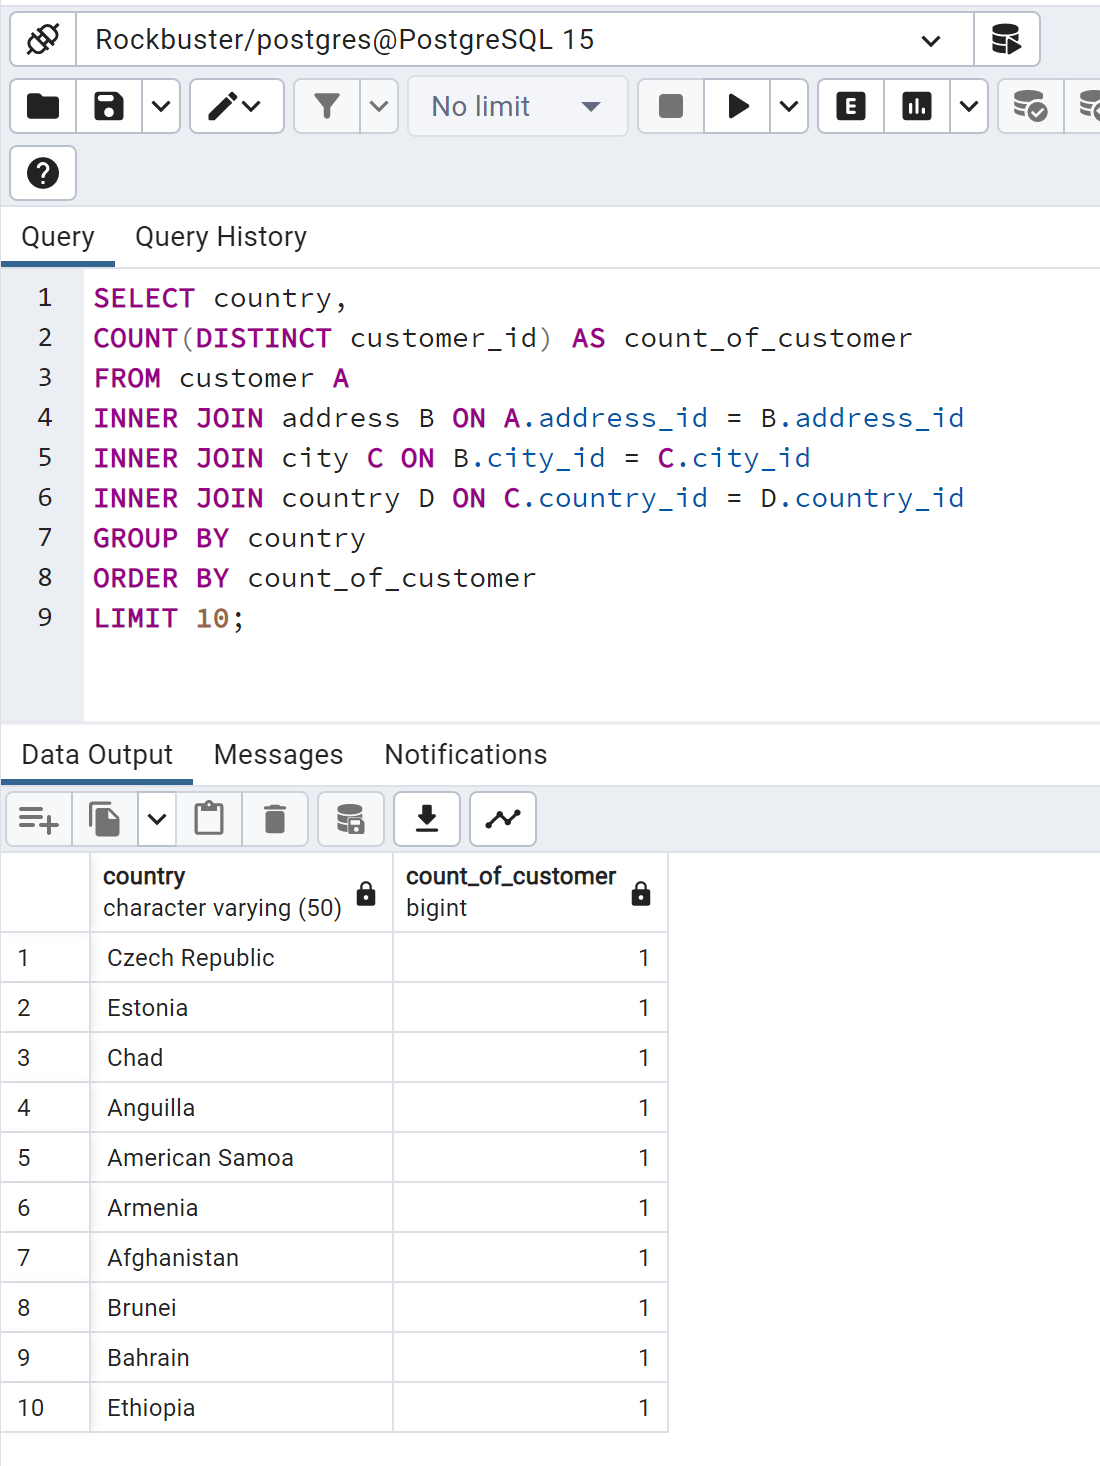 Rockbuster/postgres@PostgreSQL 15
No limit
E
?
Query Query History
1 SELECT country,
2 COUNT(DISTINCT customer_id) AS count_of_customer
3 FROM customer A
4 INNER JOIN address B ON A.address_id = B.address_id
5 INNER JOIN city C ON B.city_id = C.city_id
6 INNER JOIN country D ON C.country_id = D.country_id
7 GROUP BY country
8 ORDER BY count_of_customer
9 LIMIT 10;
Data Output Messages Notifications
country count_of_customer
character varying (50) bigint
1 Czech Republic 1
2 Estonia 1
3 Chad 1
4 Anguilla 1
5 American Samoa 1
6 Armenia 1
7 Afghanistan 1
8 Brunei 1
9 Bahrain 1
10 Ethiopia 1